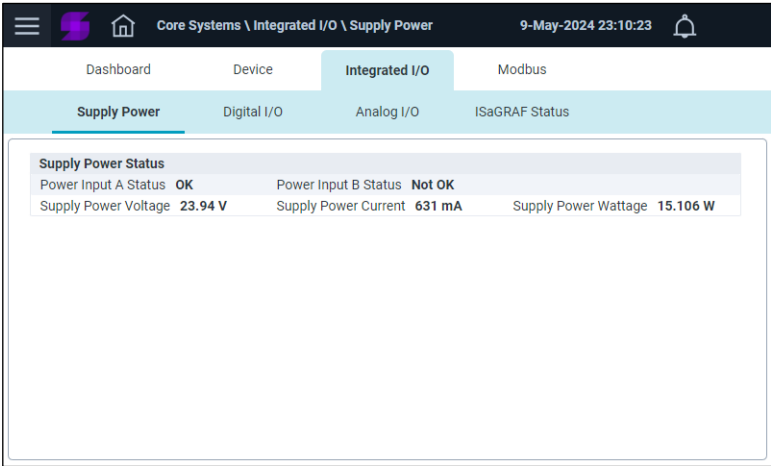 Core Systems \ Integrated I/O \ Supply Power 9-May-2024 23:10:23
Dashboard Device Integrated I/O Modbus
Supply Power Digital I/O Analog I/O ISaGRAF Status
Supply Power Status
Power Input A Status OK Power Input B Status Not OK
Supply Power Voltage 23.94 V Supply Power Current 631 mA Supply Power Wattage 15.106 W